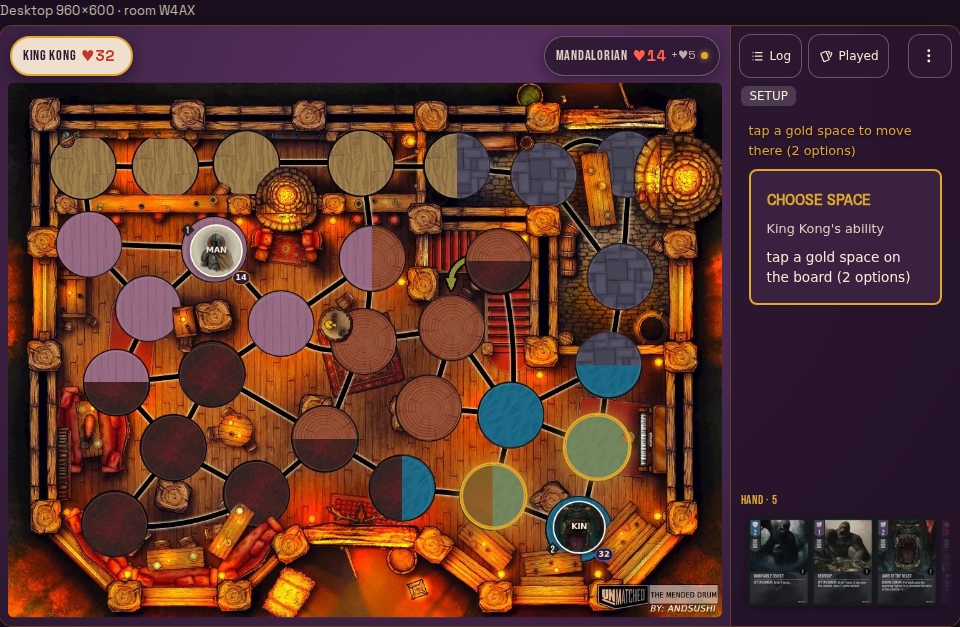 Desktop 960×600 · room W4AX
KING KONG ♥32
MANDALORIAN ♥14 +♥5
Log
Played
SETUP
tap a gold space to move
there (2 options)
CHOOSE SPACE
King Kong's ability
tap a gold space on
the board (2 options)
1
MAN
14
KIN
2
32
HAND · 5
UNMATCHED
THE MENDED DRUM
BY: ANDSUSHI